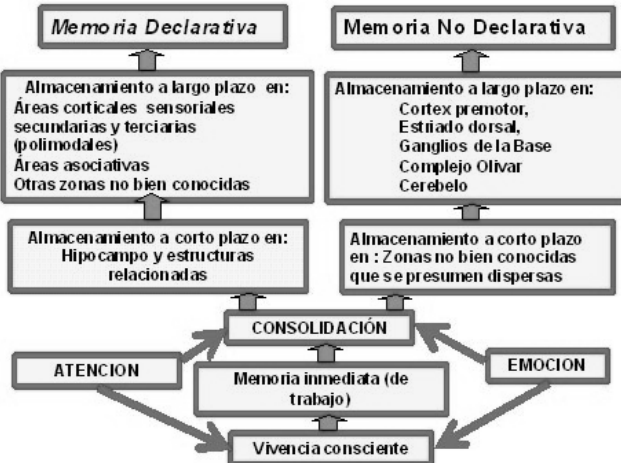 Memoria Declarativa
Memoria No Declarativa
Almacenamiento a largo plazo en:
Áreas corticales sensoriales
secundarias y terciarias
(polimodales)
Áreas asociativas
Otras zonas no bien conocidas
Almacenamiento a largo plazo en:
Cortex premotor,
Estriado dorsal,
Ganglios de la Base
Complejo Olivar
Cerebelo
Almacenamiento a corto plazo en:
Hipocampo y estructuras
relacionadas
Almacenamiento a corto plazo
en : Zonas no bien conocidas
que se presumen dispersas
CONSOLIDACIÓN
ATENCION
EMOCION
Memoria inmediata (de
trabajo)
Vivencia consciente